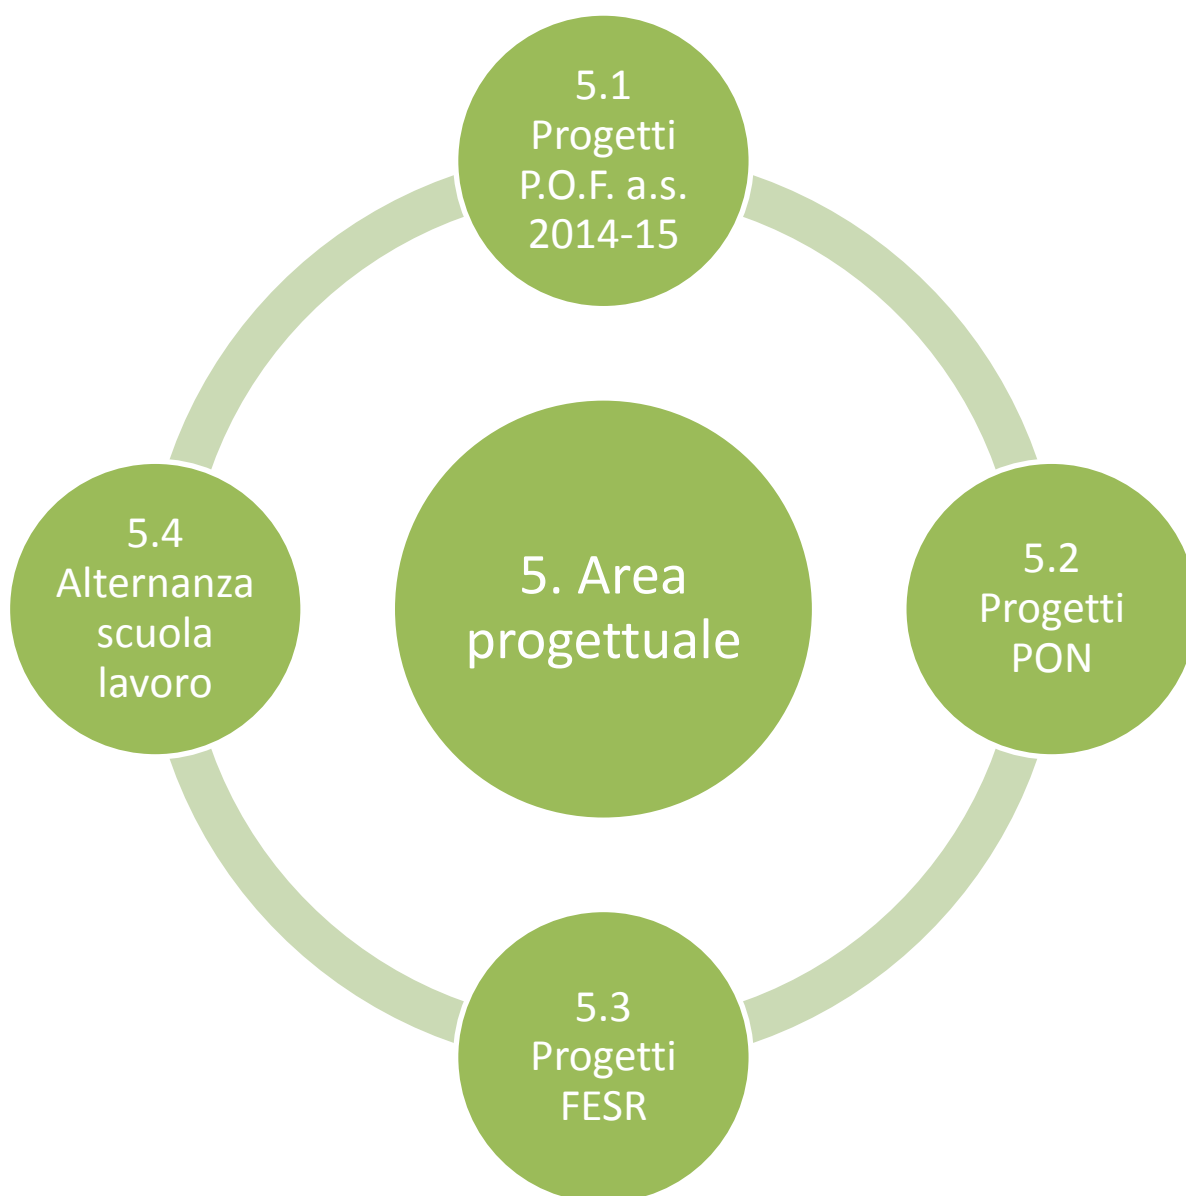 5.1
Progetti
P.O.F. a.s.
2014-15
5. Area
progettuale
5.2
Progetti
PON
5.3
Progetti
FESR
5.4
Alternanza
scuola
lavoro